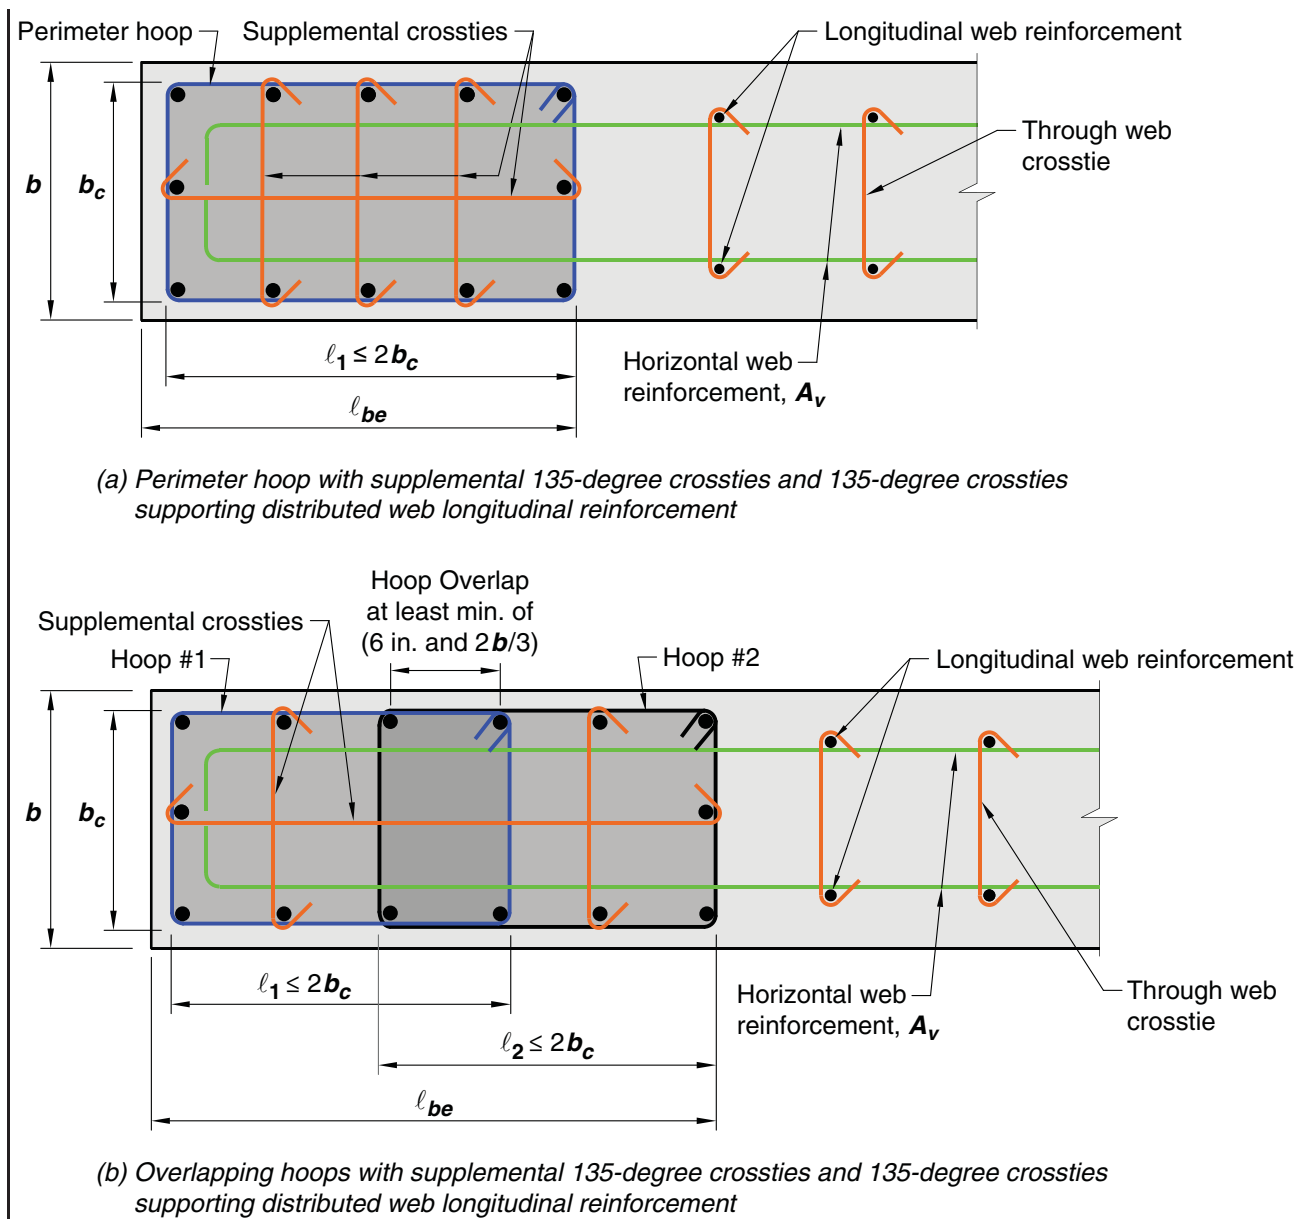 Perimeter hoop
Supplemental crossties
Longitudinal web reinforcement
Through web
crosstie
b
b_c
ℓ_1 ≤ 2b_c
ℓ_be
Horizontal web
reinforcement, A_v
(a) Perimeter hoop with supplemental 135-degree crossties and 135-degree crossties
supporting distributed web longitudinal reinforcement
Hoop Overlap
at least min. of
(6 in. and 2b/3)
Supplemental crossties
Hoop #1
Hoop #2
Longitudinal web reinforcement
b
b_c
ℓ_1 ≤ 2b_c
ℓ_2 ≤ 2b_c
ℓ_be
Horizontal web
reinforcement, A_v
Through web
crosstie
(b) Overlapping hoops with supplemental 135-degree crossties and 135-degree crossties
supporting distributed web longitudinal reinforcement